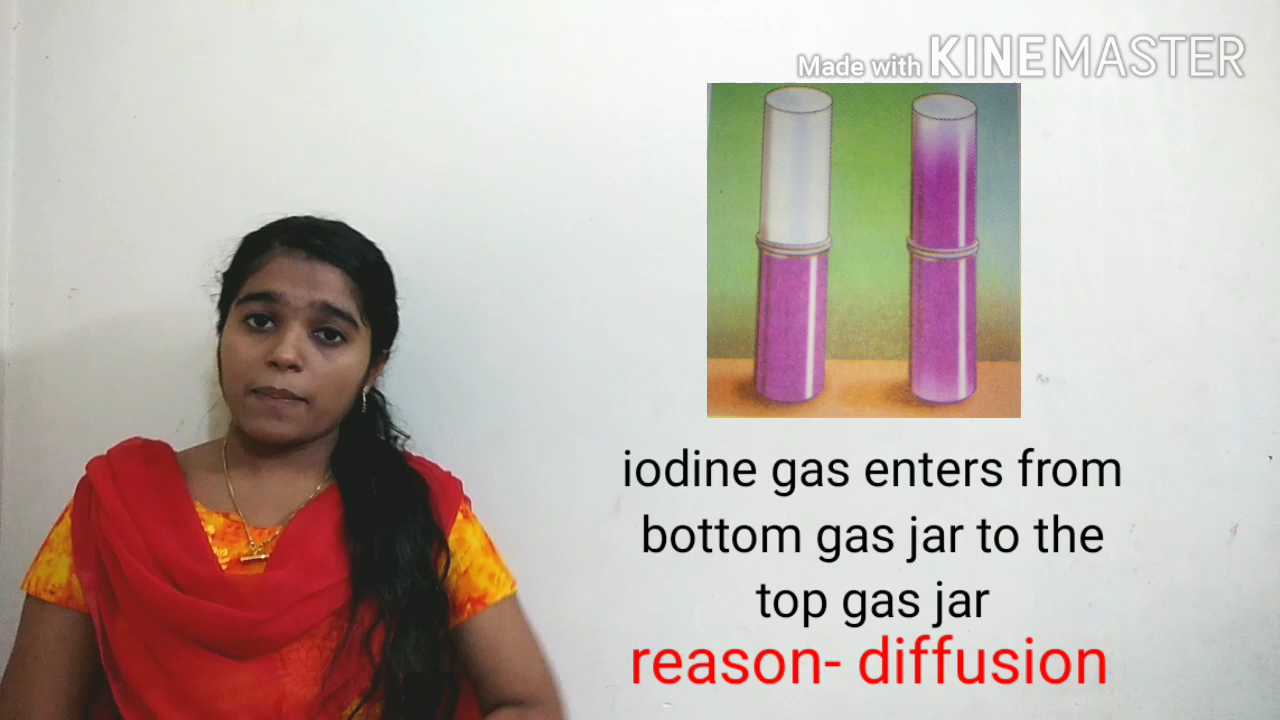 Made with KINEMASTER
iodine gas enters from
bottom gas jar to the
top gas jar
reason- diffusion